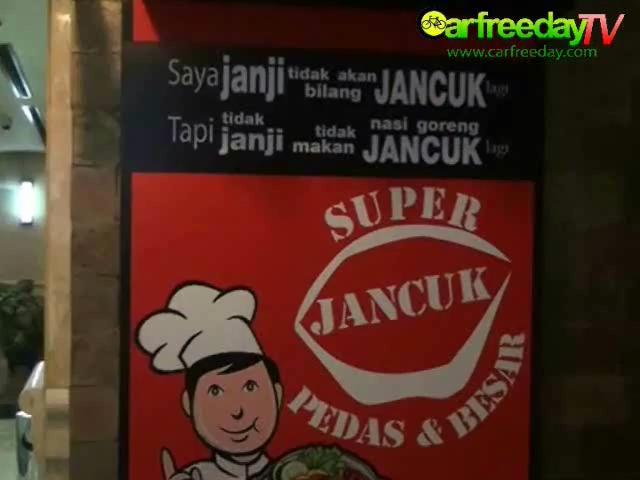 CarfreedayTV
www.carfreeday.com
Saya janji tidak akan bilang JANCUK lagi
Tapi tidak janji tidak makan nasi goreng JANCUK lagi
SUPER
JANCUK
PEDAS & BESAR